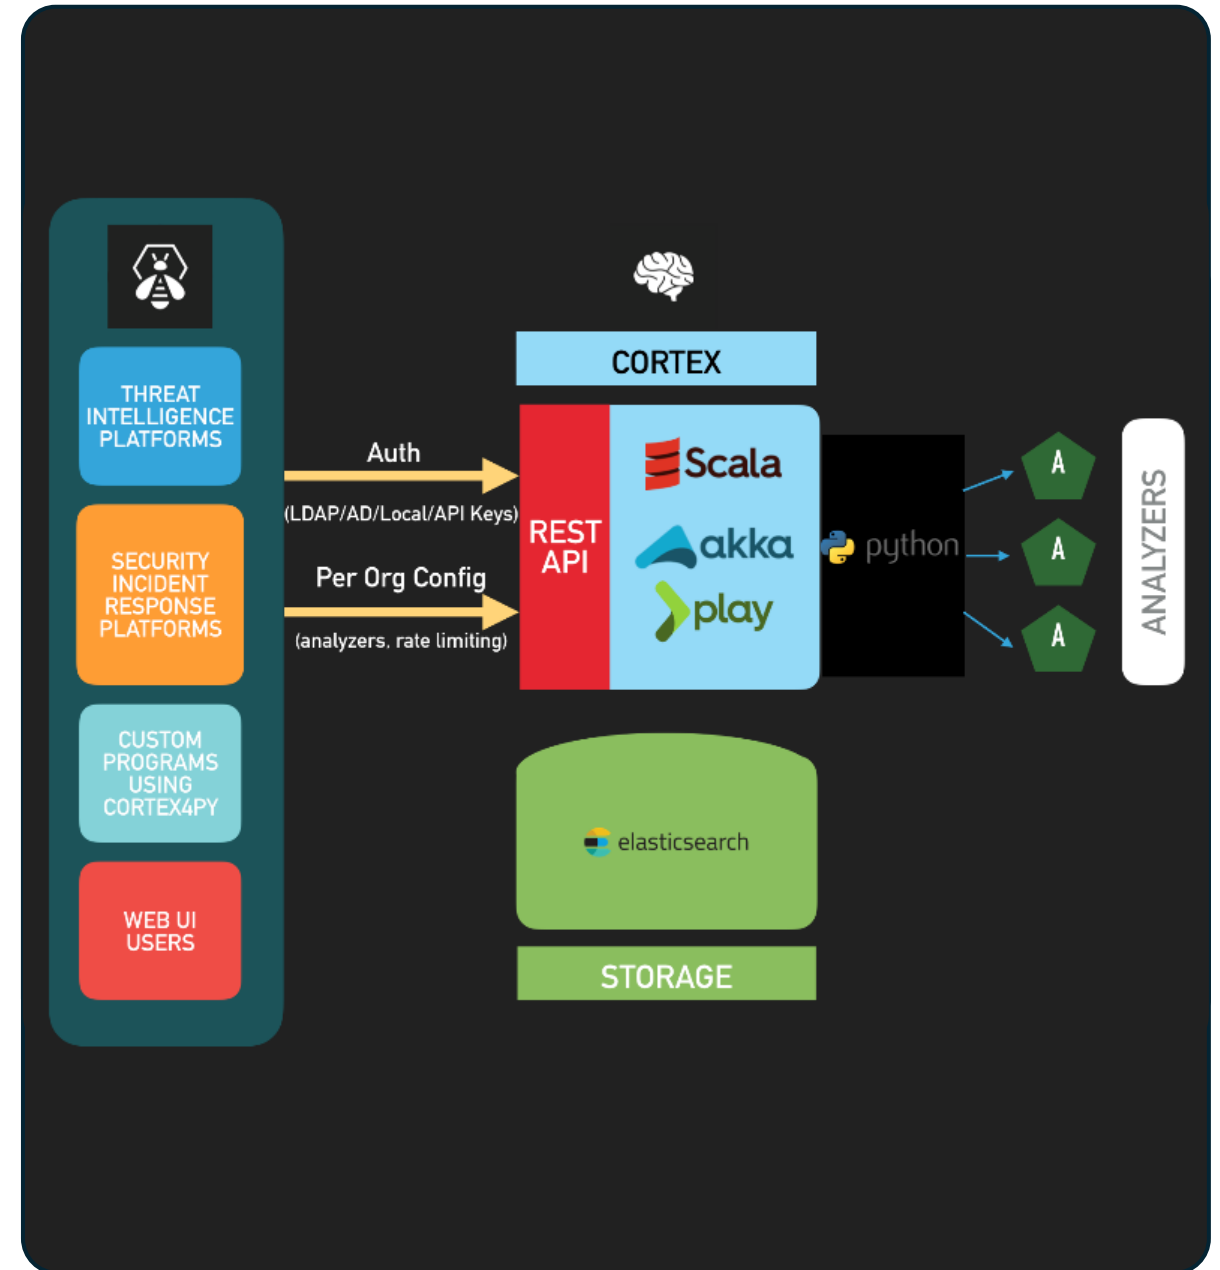 THREAT
INTELLIGENCE
PLATFORMS
SECURITY
INCIDENT
RESPONSE
PLATFORMS
CUSTOM
PROGRAMS
USING
CORTEX4PY
WEB UI
USERS
Auth
(LDAP/AD/Local/API Keys)
Per Org Config
(analyzers, rate limiting)
CORTEX
REST
API
Scala
akka
play
python
elasticsearch
STORAGE
A
A
A
ANALYZERS